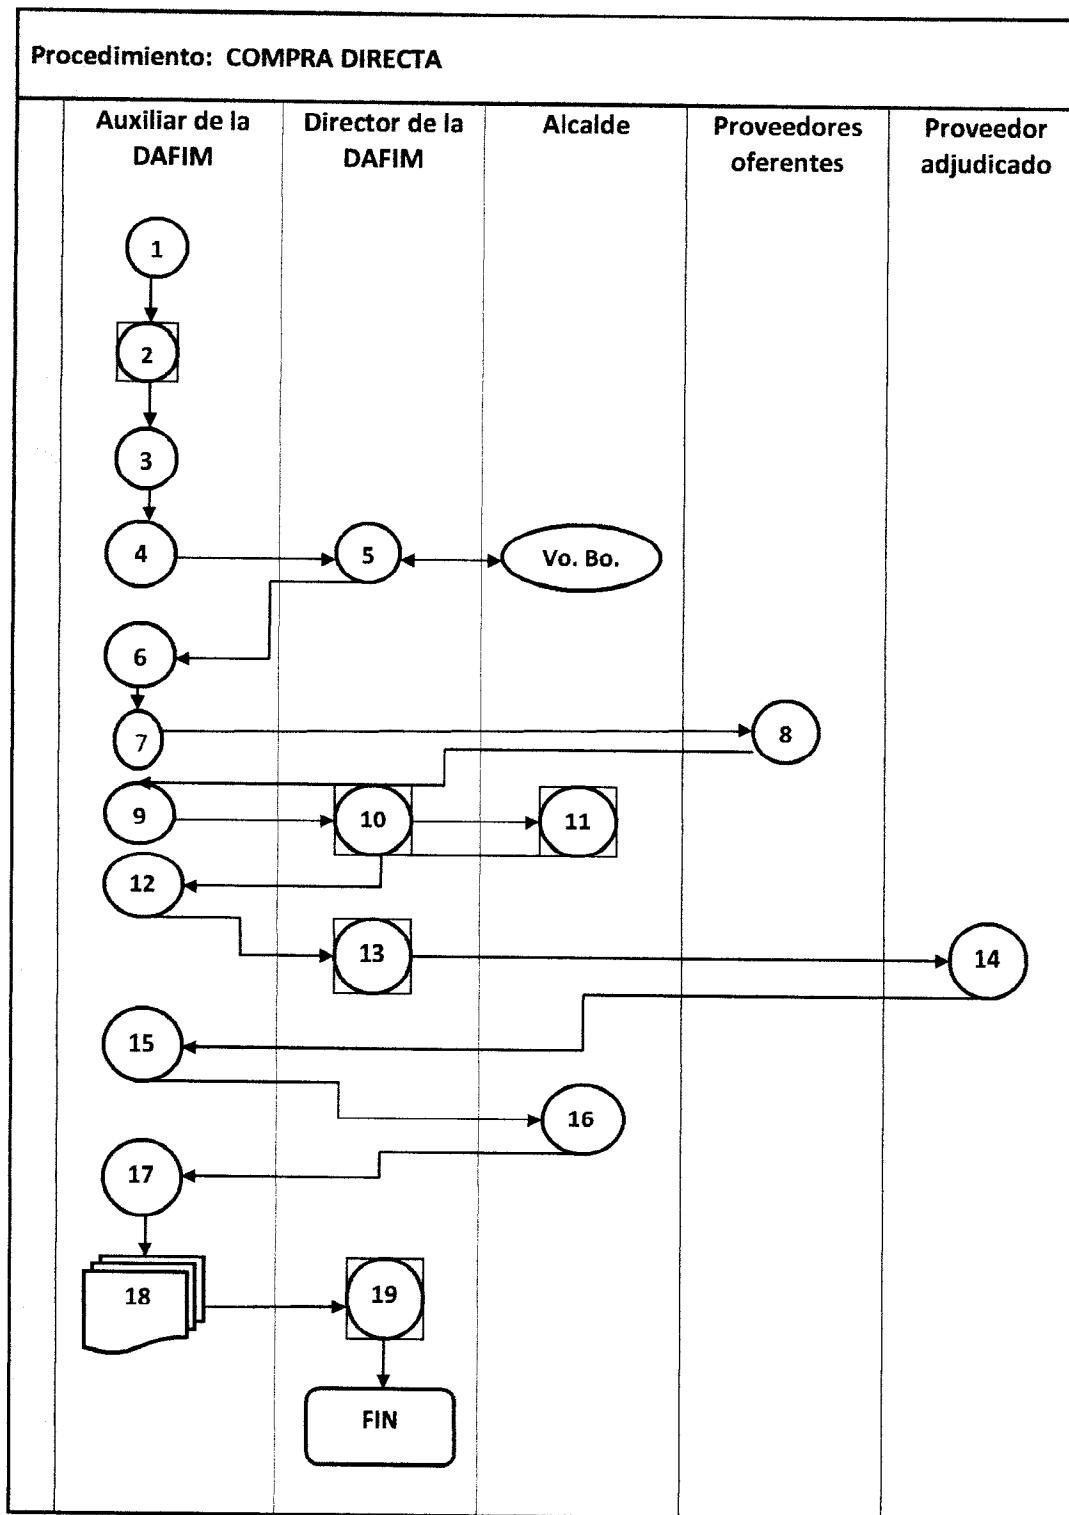 Procedimiento: COMPRA DIRECTA
Auxiliar de la
DAFIM
Director de la
DAFIM
Alcalde
Proveedores
oferentes
Proveedor
adjudicado
1
2
3
4
5
Vo. Bo.
6
7
8
9
10
11
12
13
14
15
16
17
18
19
FIN